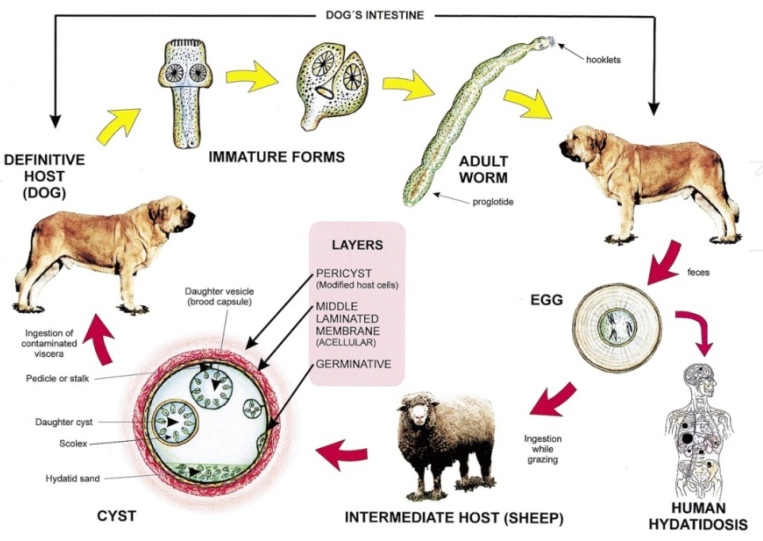 DOG´S INTESTINE
hooklets
IMMATURE FORMS
ADULT
WORM
proglotide
DEFINITIVE
HOST
(DOG)
feces
EGG
LAYERS
PERICYST
(Modified host cells)
MIDDLE
LAMINATED
MEMBRANE
(ACELLULAR)
GERMINATIVE
Daughter vesicle
(brood capsule)
Ingestion of
contaminated
viscera
Pedicle or stalk
Daughter cyst
Scolex
Hydatid sand
CYST
INTERMEDIATE HOST (SHEEP)
Ingestion
while
grazing
HUMAN
HYDATIDOSIS